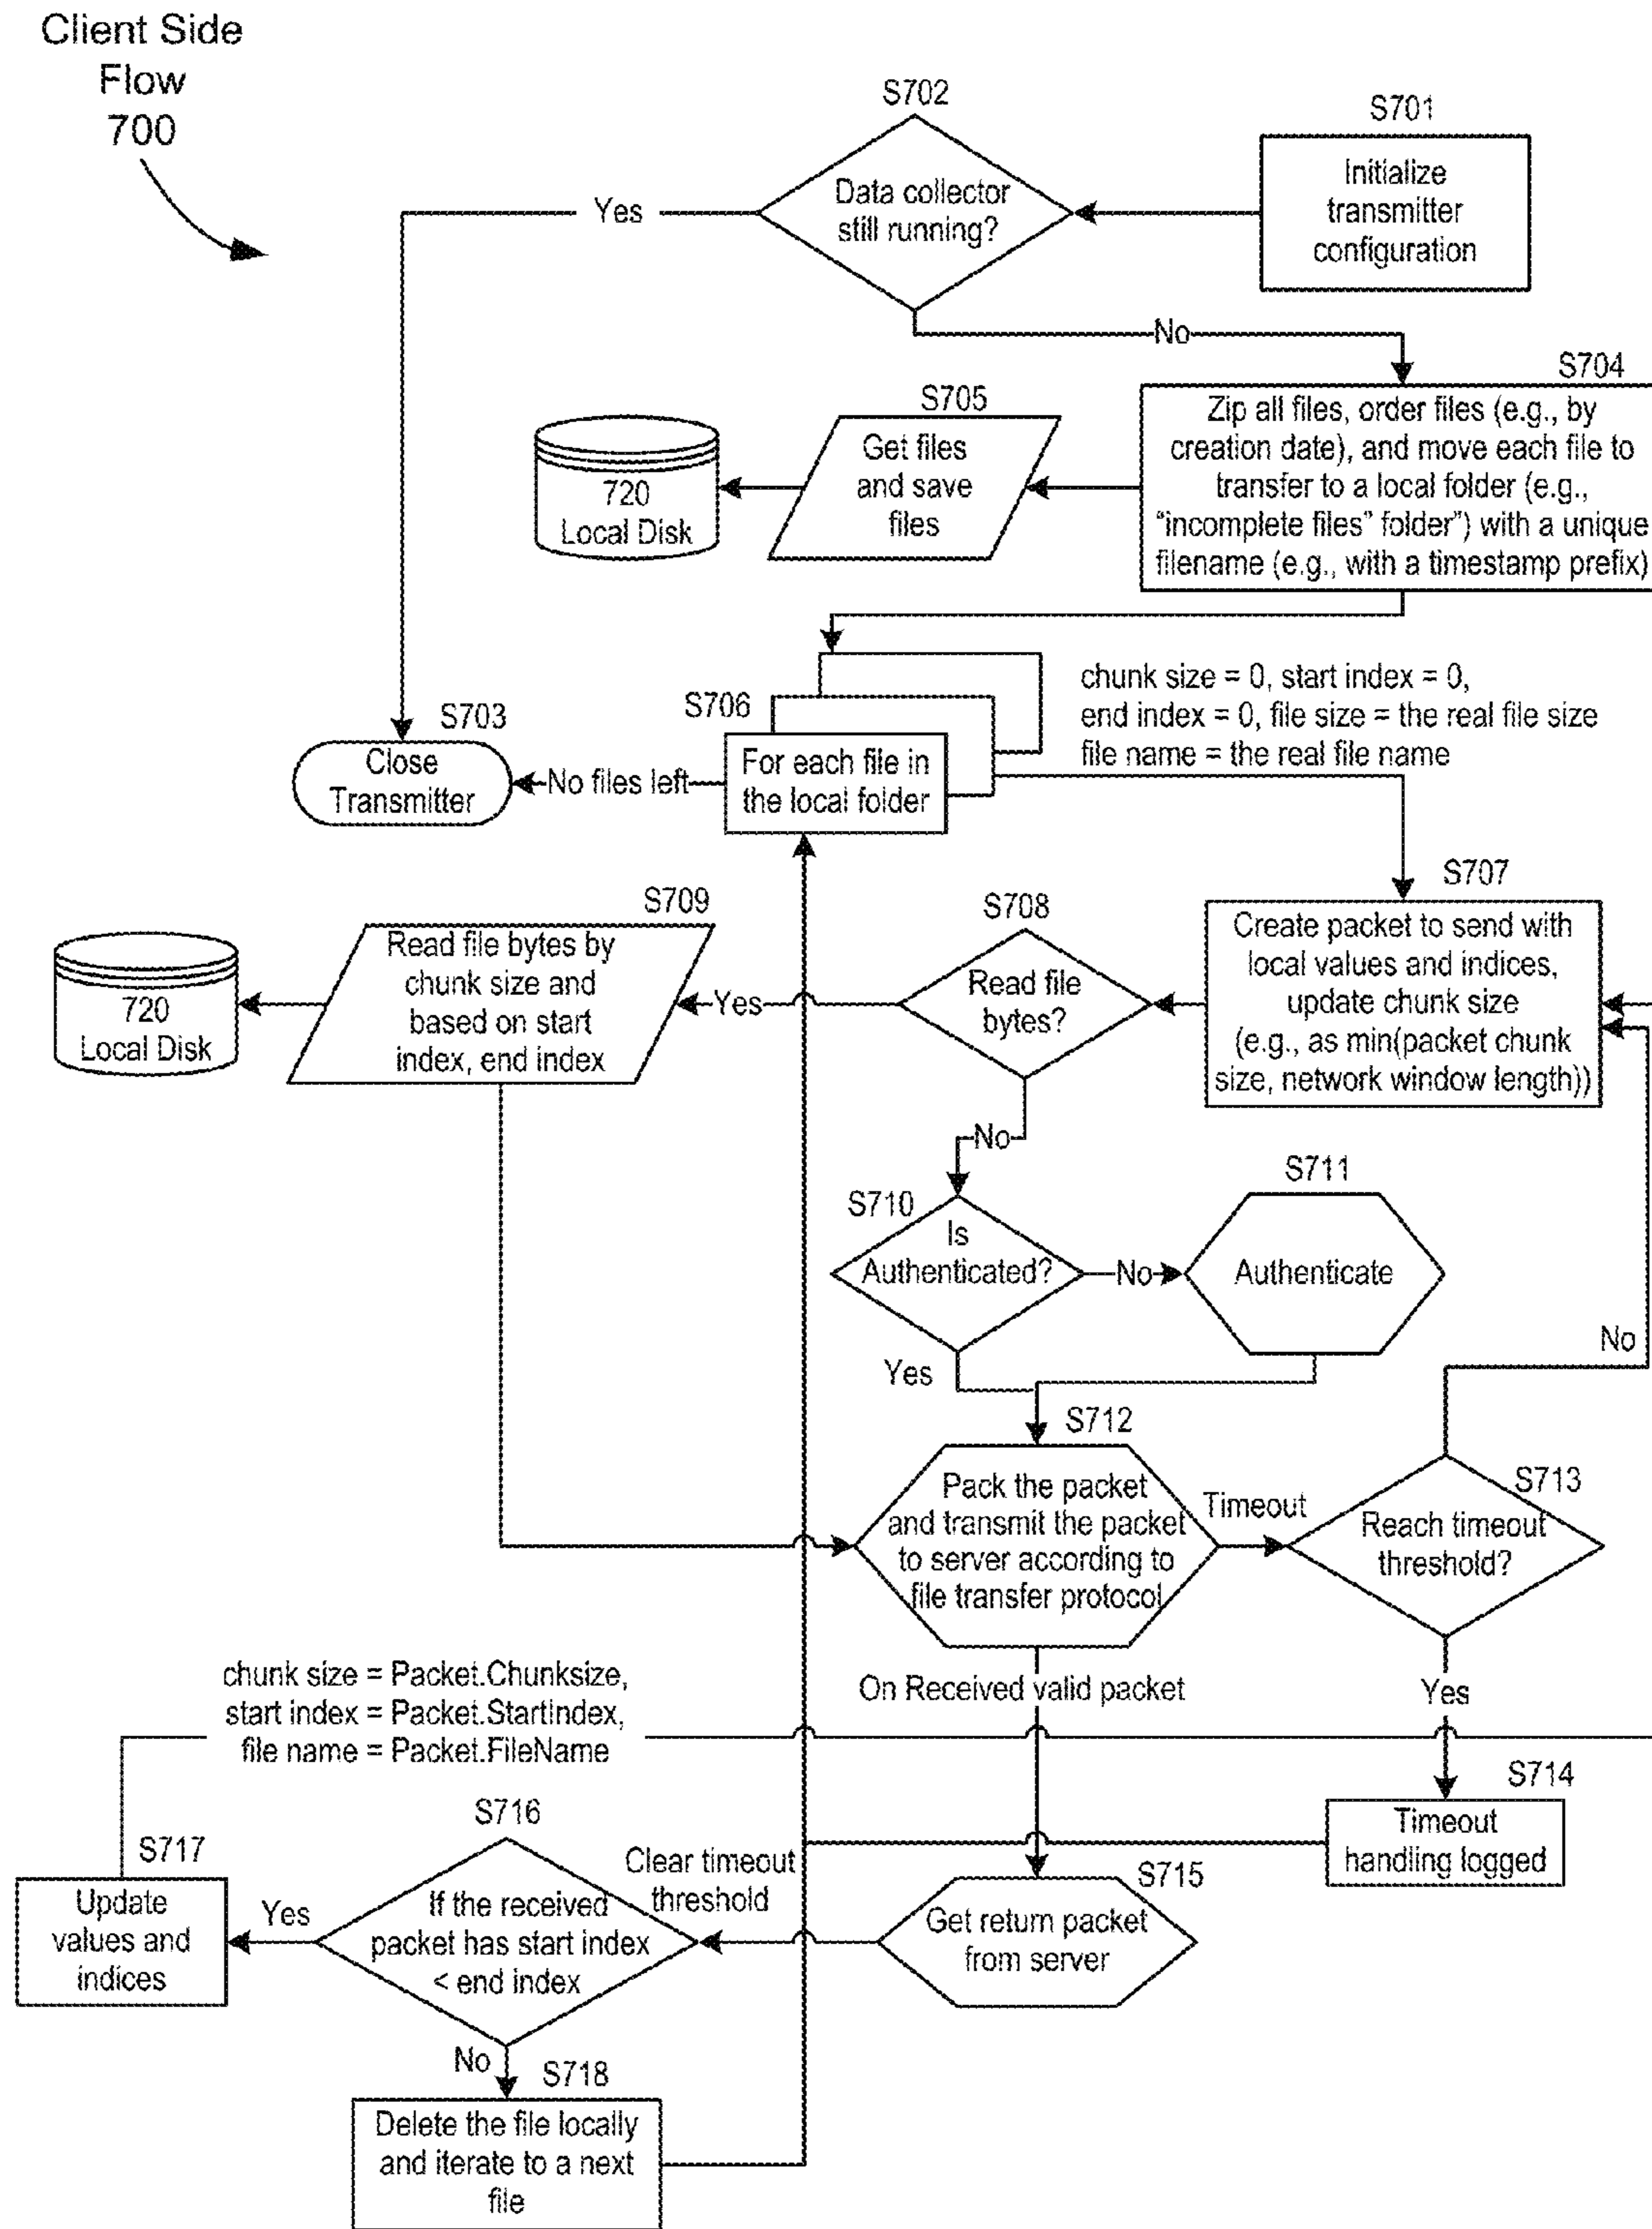 Client Side
Flow
700
S702
S701
Data collector
still running?
Initialize
transmitter
configuration
Yes
No
S704
Zip all files, order files (e.g., by
creation date), and move each file to
transfer to a local folder (e.g.,
“incomplete files” folder”) with a unique
filename (e.g., with a timestamp prefix)
S705
Get files
and save
files
720
Local Disk
S706
For each file in
the local folder
chunk size = 0, start index = 0,
end index = 0, file size = the real file size
file name = the real file name
S703
Close
Transmitter
No files left
S707
Create packet to send with
local values and indices,
update chunk size
(e.g., as min(packet chunk
size, network window length))
S708
Read file
bytes?
Yes
S709
Read file bytes by
chunk size and
based on start
index, end index
720
Local Disk
No
S710
Is
Authenticated?
No
S711
Authenticate
Yes
No
S712
Pack the packet
and transmit the packet
to server according to
file transfer protocol
Timeout
S713
Reach timeout
threshold?
On Received valid packet
Yes
chunk size = Packet.Chunksize,
start index = Packet.StartIndex,
file name = Packet.FileName
S714
Timeout
handling logged
S715
Get return packet
from server
Clear timeout
threshold
S716
If the received
packet has start index
< end index
Yes
S717
Update
values and
indices
No
S718
Delete the file locally
and iterate to a next
file